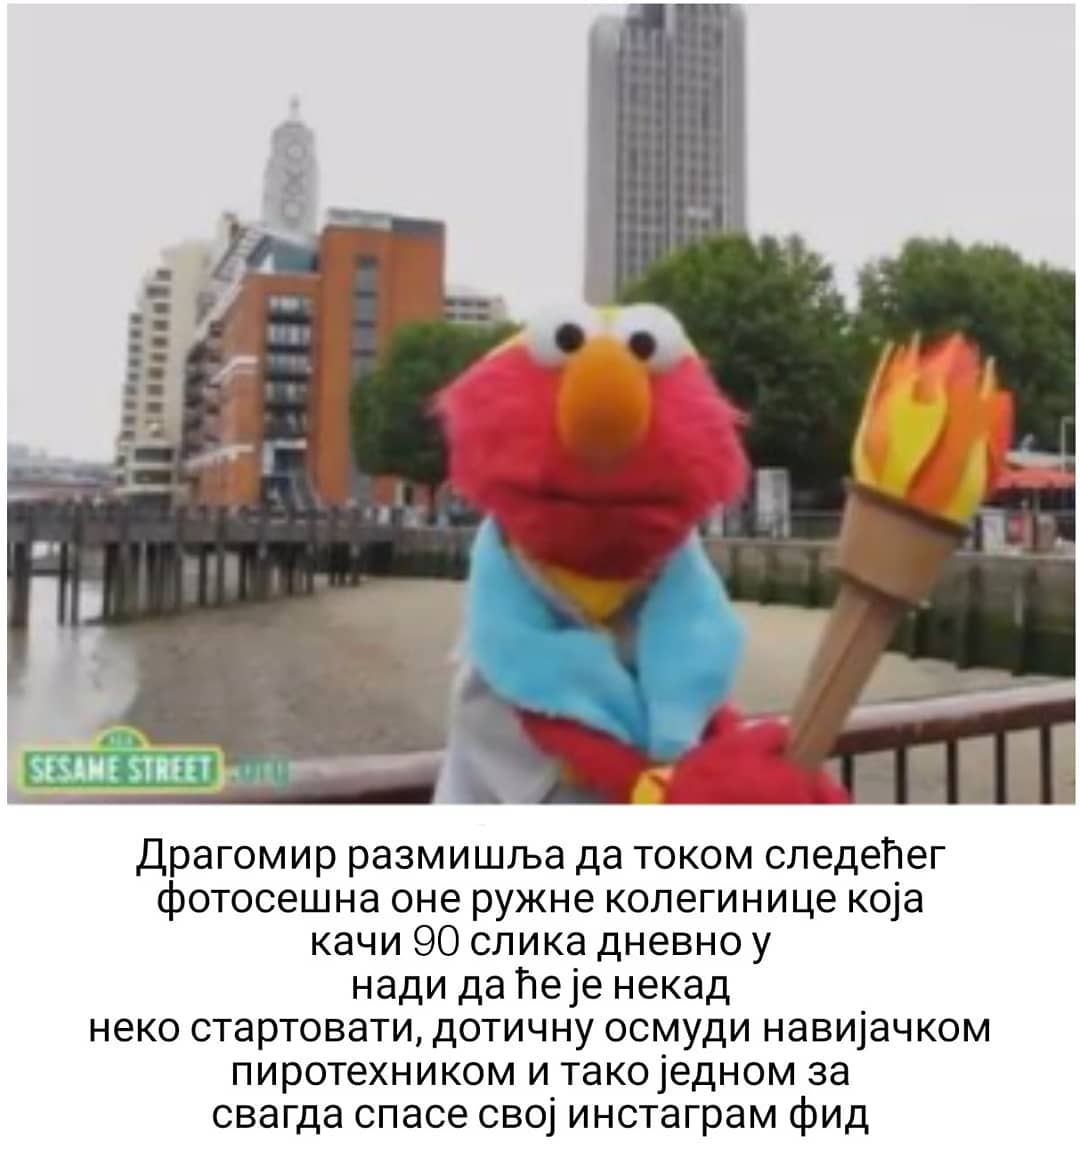 SESAME STREET
Драгомир размишља да током следећег
фотосешна оне ружне колегинице која
качи 90 слика дневно у
нади да ће је некад
неко стартовати, дотичну осмуди навијачком
пиротехником и тако једном за
свагда спасе свој инстаграм фид